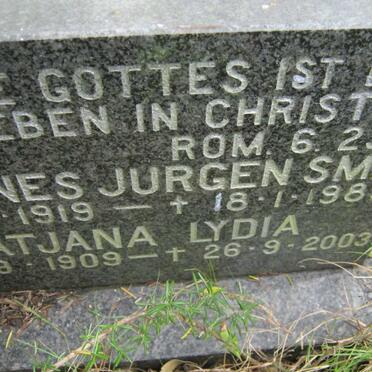 GOTTES IST
EBEN IN CHRIST
ROM. 6. 23
NES JURGEN SM
1919 — + 18.1.198
ATJANA LYDIA
1909 — + 26.9.2003